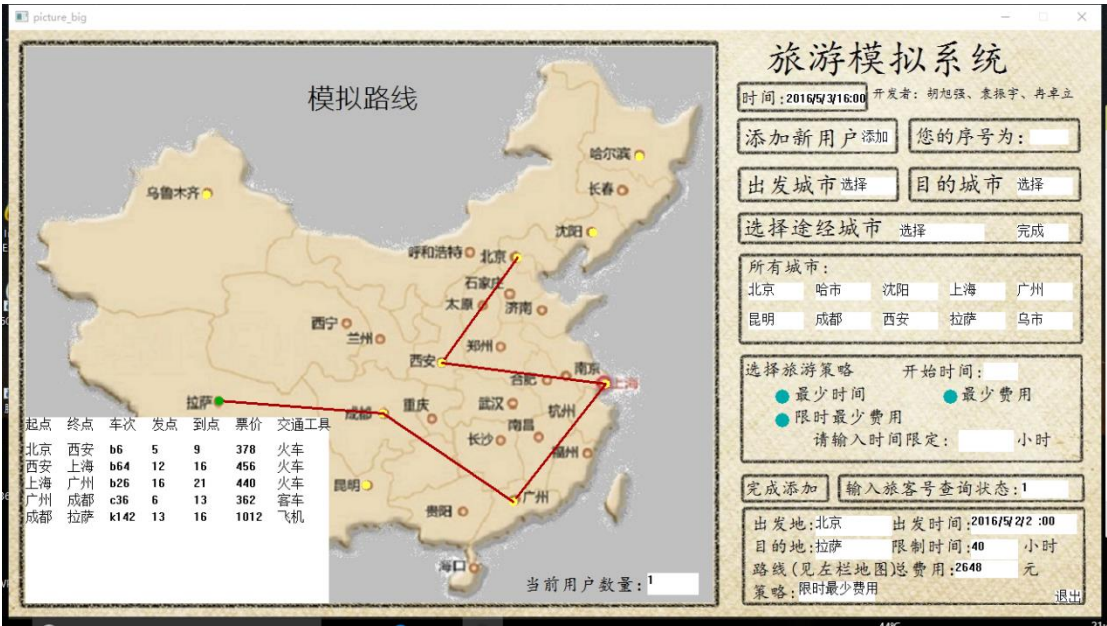 picture_big
旅游模拟系统
模拟路线
时间:2016/5/3/16:00 开发者: 胡旭强、袁振宇、冉卓立
添加新用户 添加 您的序号为:
出发城市 选择 目的城市 选择
选择途经城市 选择 完成
所有城市:
北京 哈市 沈阳 上海 广州
昆明 成都 西安 拉萨 乌市
选择旅游策略 开始时间:
最少时间 最少费用
限时最少费用
请输入时间限定: 小时
完成添加 输入旅客号查询状态:1
出发地:北京 出发时间:2016/5/2/2 :00
目的地:拉萨 限制时间:40 小时
路线(见左栏地图)总费用:2648 元
策略:限时最少费用
退出
哈尔滨
乌鲁木齐
长春
沈阳
呼和浩特 北京
石家庄
太原 济南
西宁
兰州
郑州
西安
南京
合肥 上海
拉萨
成都 重庆 武汉 杭州
南昌
长沙
福州
昆明
广州
贵阳
海口
起点 终点 车次 发点 到点 票价 交通工具
北京 西安 b6 5 9 378 火车
西安 上海 b64 12 16 456 火车
上海 广州 b26 16 21 440 火车
广州 成都 c36 6 13 362 客车
成都 拉萨 k142 13 16 1012 飞机
当前用户数量:1